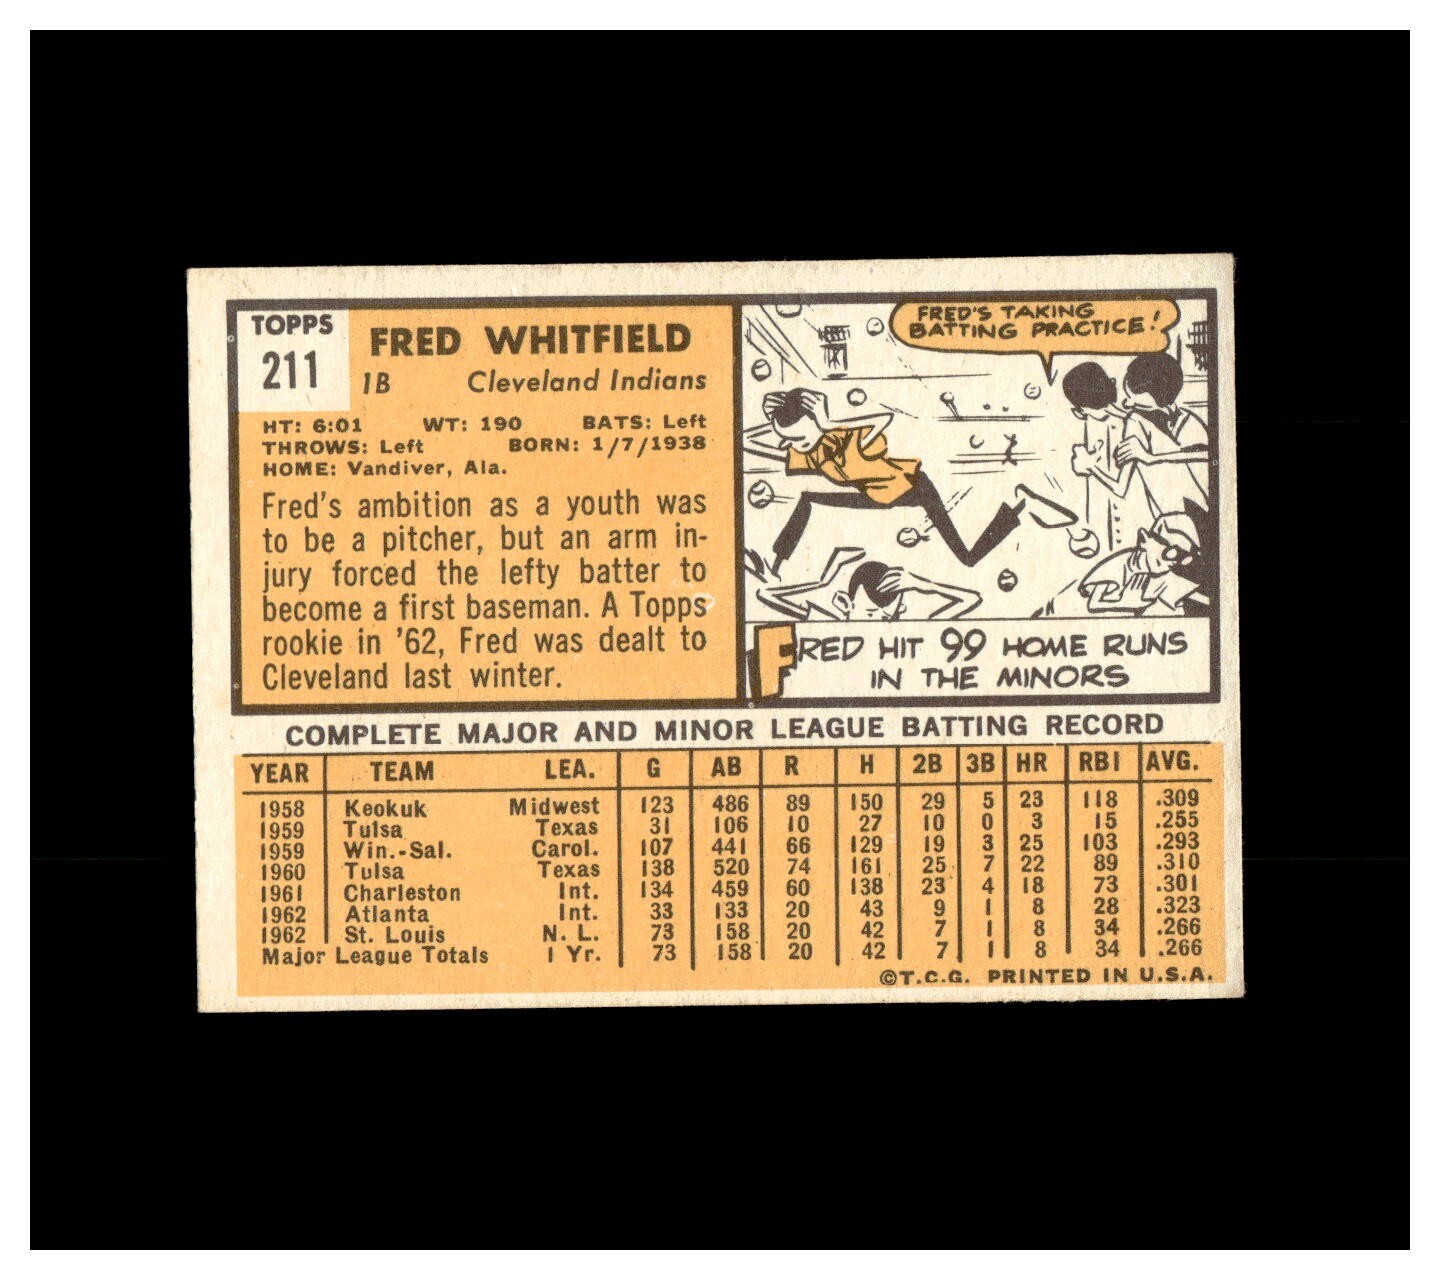 TOPPS
211
FRED WHITFIELD
1B Cleveland Indians
HT: 6:01 WT: 190 BATS: Left
THROWS: Left BORN: 1/7/1938
HOME: Vandiver, Ala.
Fred's ambition as a youth was
to be a pitcher, but an arm in-
jury forced the lefty batter to
become a first baseman. A Topps
rookie in '62, Fred was dealt to
Cleveland last winter.
FRED'S TAKING
BATTING PRACTICE!
FRED HIT 99 HOME RUNS
IN THE MINORS
COMPLETE MAJOR AND MINOR LEAGUE BATTING RECORD
YEAR TEAM LEA. G AB R H 2B 3B HR RBI AVG.
1958 Keokuk Midwest 123 486 89 150 29 5 23 118 .309
1959 Tulsa Texas 31 106 10 27 10 0 3 15 .255
1959 Win.-Sal. Carol. 107 441 66 129 19 3 25 103 .293
1960 Tulsa Texas 138 520 74 161 25 7 22 89 .310
1961 Charleston Int. 134 459 60 138 23 4 18 73 .301
1962 Atlanta Int. 33 133 20 43 9 1 8 28 .323
1962 St. Louis N. L. 73 158 20 42 7 1 8 34 .266
Major League Totals 1 Yr. 73 158 20 42 7 1 8 34 .266
©T.C.G. PRINTED IN U.S.A.